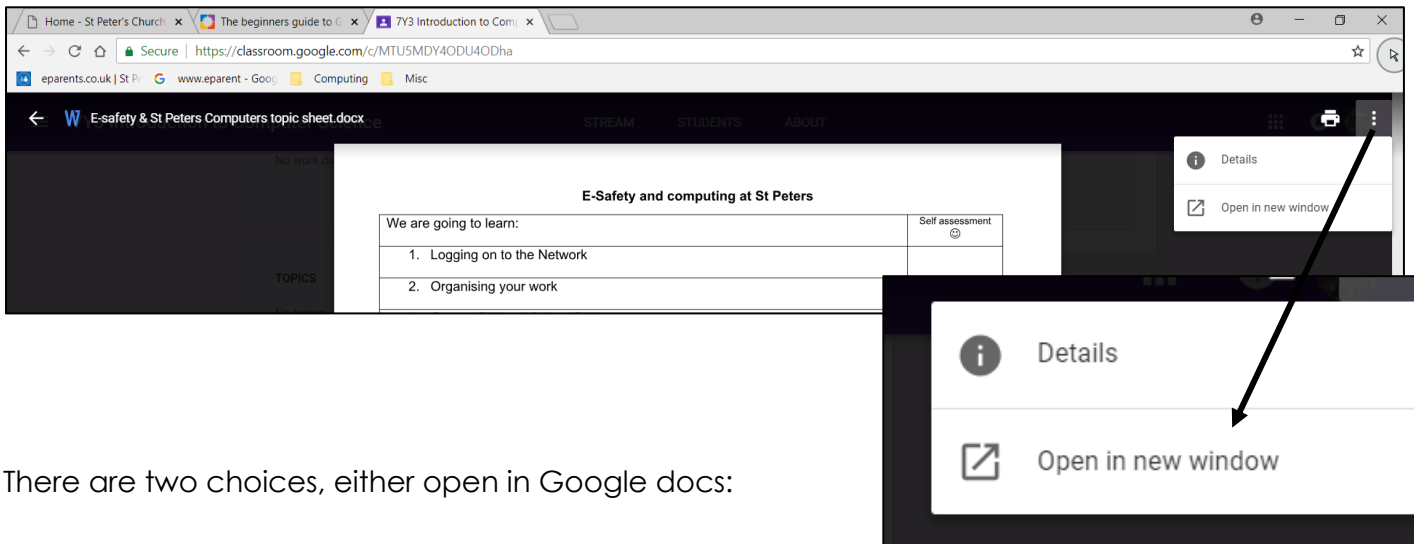 Home - St Peter's Church
The beginners guide to G
7Y3 Introduction to Com
Secure | https://classroom.google.com/c/MTU5MDY4ODU4ODha
eparents.co.uk | St P
www.eparent - Goog
Computing
Misc
E-safety & St Peters Computers topic sheet.docx
STREAM STUDENTS ABOUT
No work du
Details
Open in new window
E-Safety and computing at St Peters
We are going to learn:
Self assessment
☺
1. Logging on to the Network
2. Organising your work
TOPICS
Details
Open in new window
There are two choices, either open in Google docs: